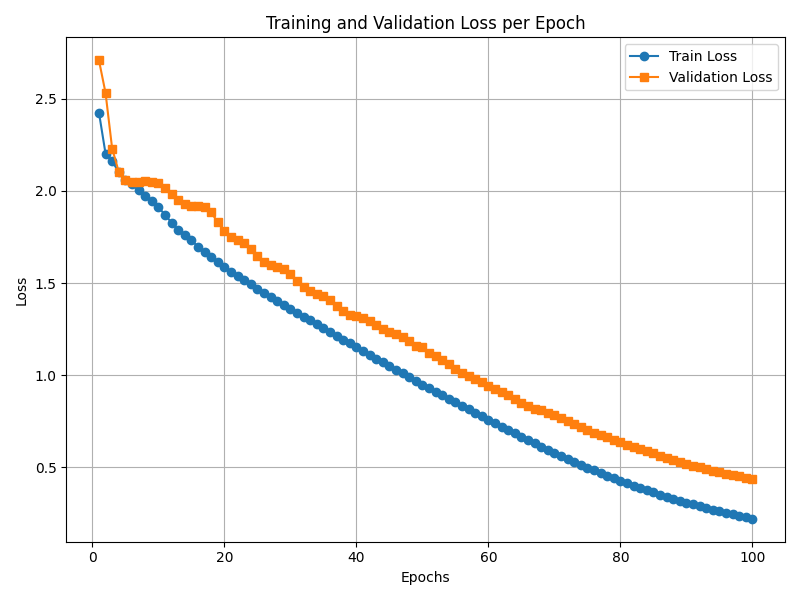 Training and Validation Loss per Epoch
Train Loss
Validation Loss
2.5
2.0
1.5
1.0
0.5
Loss
0 20 40 60 80 100
Epochs